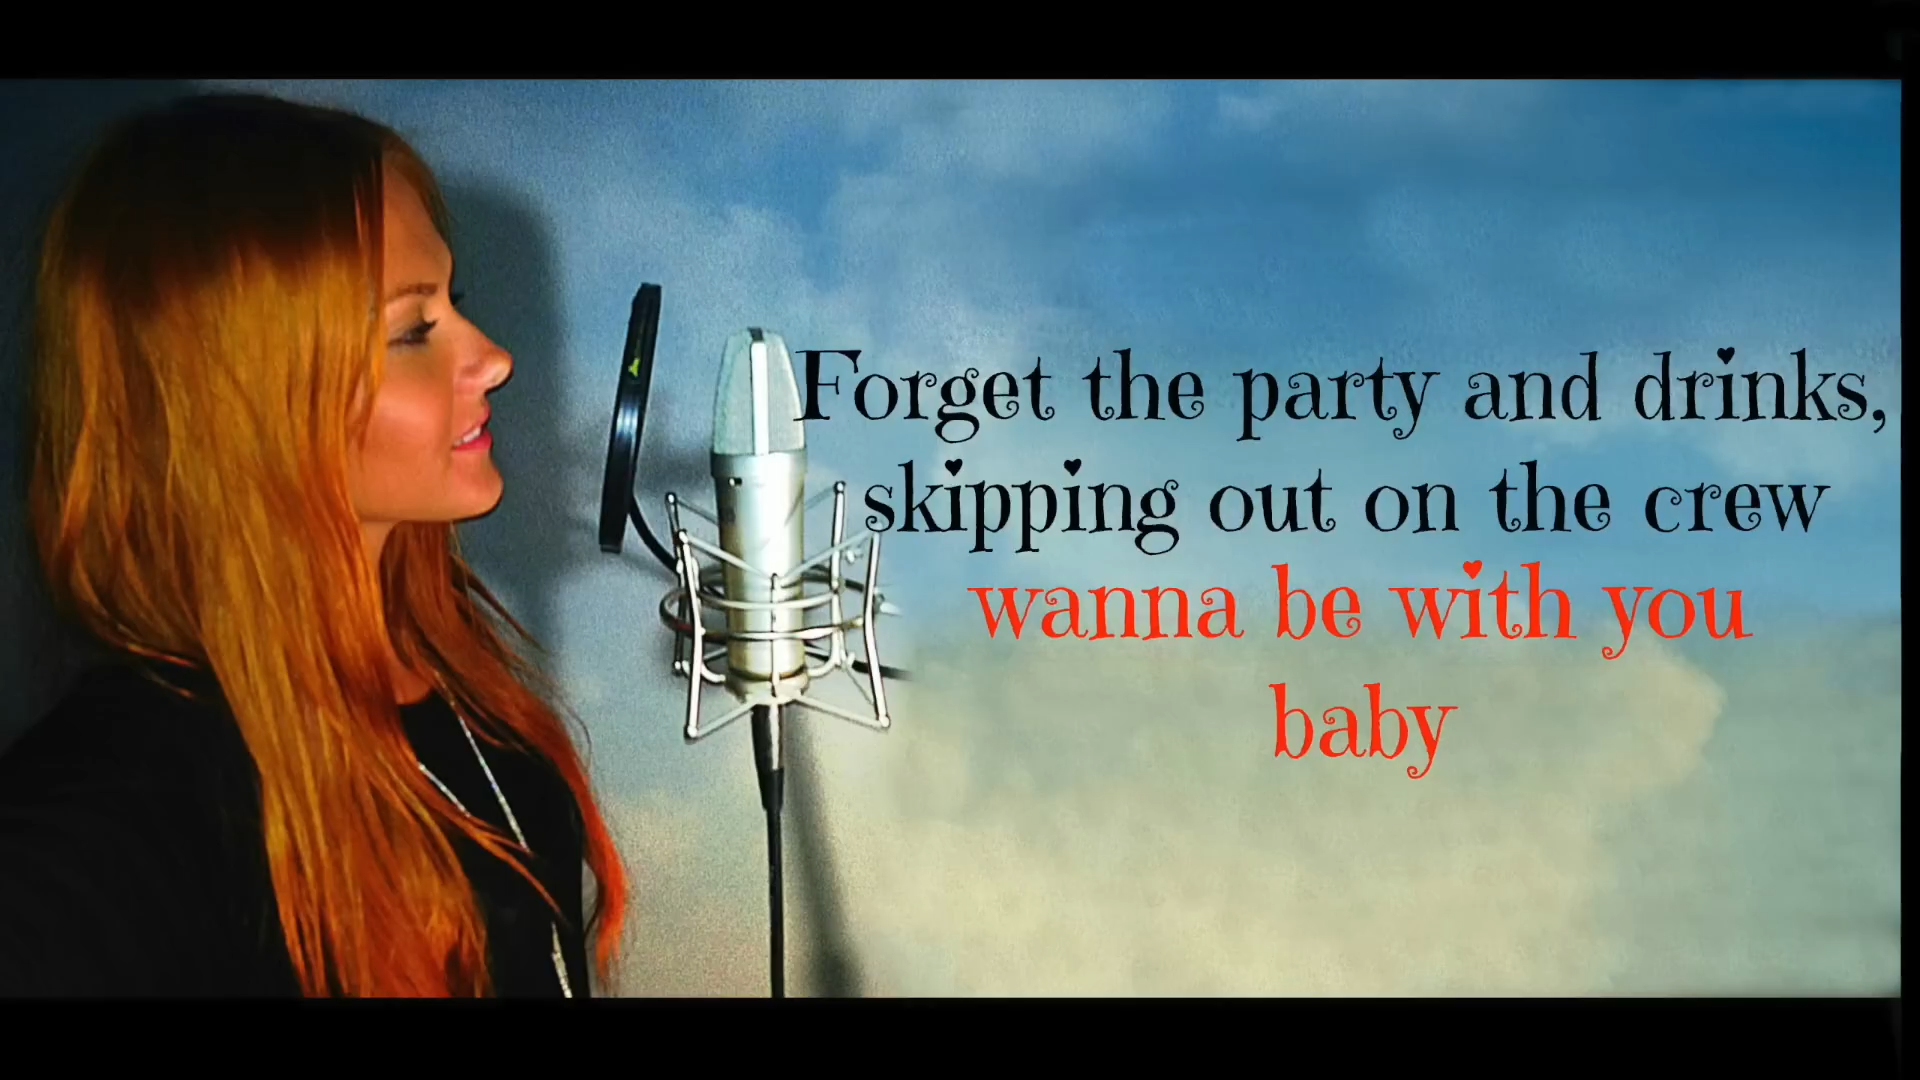 Forget the party and drinks,
skipping out on the crew
wanna be with you
baby